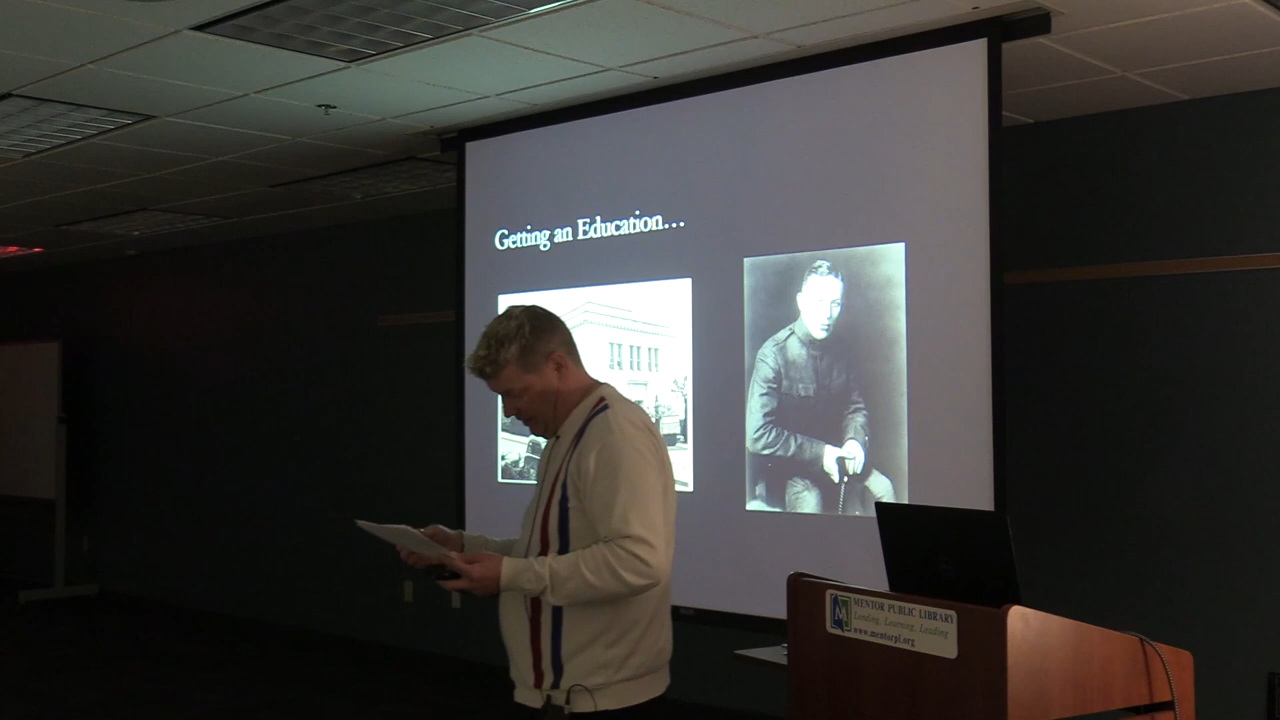 Getting an Education...
MENTOR PUBLIC LIBRARY
Lending, Learning, Leading
www.mentorpl.org